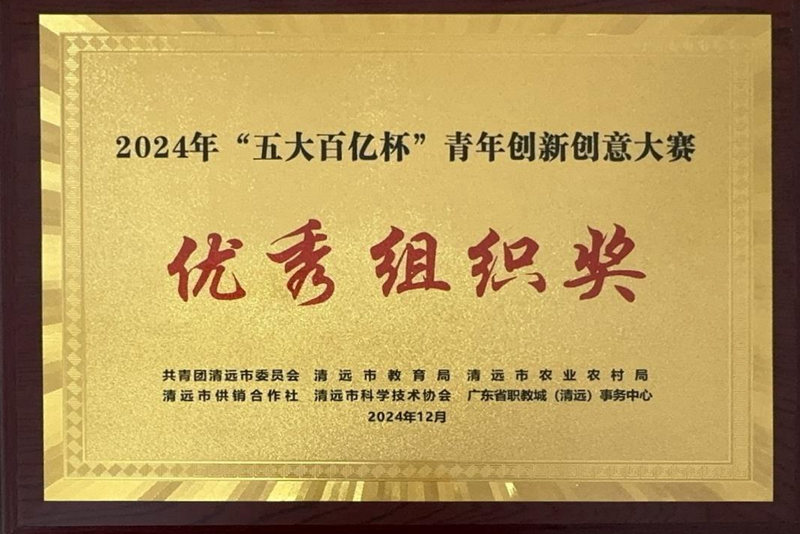 2024年“五大百亿杯”青年创新创意大赛
优秀组织奖
共青团清远市委员会 清远市教育局 清远市农业农村局
清远市供销合作社 清远市科学技术协会 广东省职教城（清远）事务中心
2024年12月